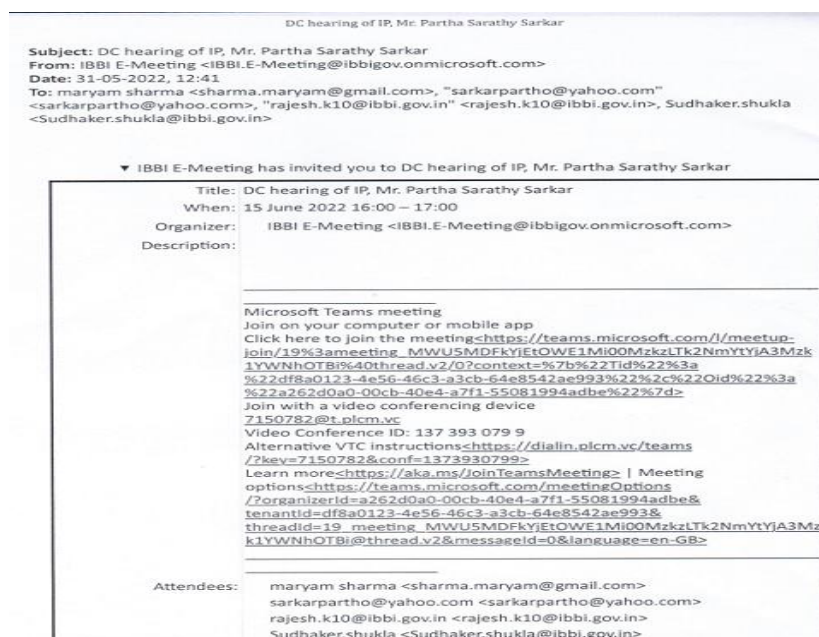 DC hearing of IP, Mr. Partha Sarathy Sarkar
Subject: DC hearing of IP, Mr. Partha Sarathy Sarkar
From: IBBI E-Meeting <IBBI.E-Meeting@ibbigov.onmicrosoft.com>
Date: 31-05-2022, 12:41
To: maryam sharma <sharma.maryam@gmail.com>, "sarkarpartho@yahoo.com"
<sarkarpartho@yahoo.com>, "rajesh.k10@ibbi.gov.in" <rajesh.k10@ibbi.gov.in>, Sudhaker.shukla
<Sudhaker.shukla@ibbi.gov.in>
▼ IBBI E-Meeting has invited you to DC hearing of IP, Mr. Partha Sarathy Sarkar
Title: DC hearing of IP, Mr. Partha Sarathy Sarkar
When: 15 June 2022 16:00 – 17:00
Organizer: IBBI E-Meeting <IBBI.E-Meeting@ibbigov.onmicrosoft.com>
Description:
Microsoft Teams meeting
Join on your computer or mobile app
Click here to join the meeting<https://teams.microsoft.com/l/meetup-
join/19%3ameeting_MWU5MDFkYjEtOWE1Mi00MzkzLTk2NmYtYjA3Mzk
1YWNhOTBi%40thread.v2/0?context=%7b%22Tid%22%3a
%22df8a0123-4e56-46c3-a3cb-64e8542ae993%22%2c%22Oid%22%3a
%22a262d0a0-00cb-40e4-a7f1-55081994adbe%22%7d>
Join with a video conferencing device
7150782@t.plcm.vc
Video Conference ID: 137 393 079 9
Alternative VTC instructions<https://dialin.plcm.vc/teams
/?key=7150782&conf=1373930799>
Learn more<https://aka.ms/JoinTeamsMeeting> | Meeting
options<https://teams.microsoft.com/meetingOptions
/?organizerId=a262d0a0-00cb-40e4-a7f1-55081994adbe&
tenantId=df8a0123-4e56-46c3-a3cb-64e8542ae993&
threadId=19_meeting_MWU5MDFkYjEtOWE1Mi00MzkzLTk2NmYtYjA3Mz
k1YWNhOTBi@thread.v2&messageId=0&language=en-GB>
Attendees: maryam sharma <sharma.maryam@gmail.com>
sarkarpartho@yahoo.com <sarkarpartho@yahoo.com>
rajesh.k10@ibbi.gov.in <rajesh.k10@ibbi.gov.in>
Sudhaker.shukla <Sudhaker.shukla@ibbi.gov.in>